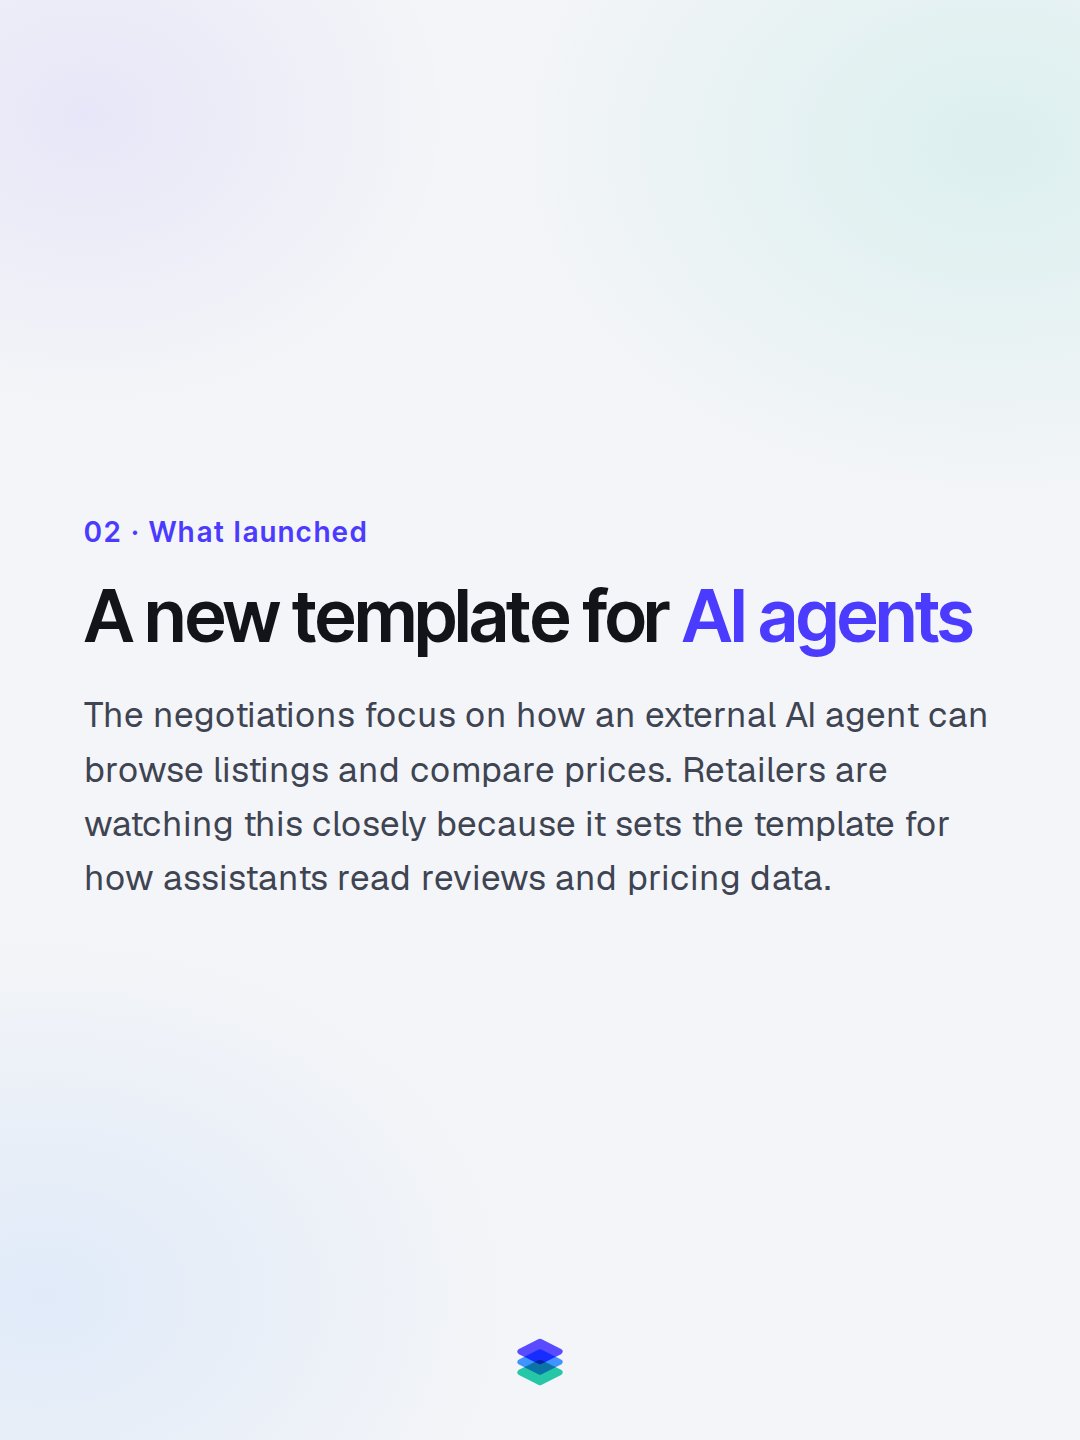 02 · What launched
A new template for AI agents
The negotiations focus on how an external AI agent can
browse listings and compare prices. Retailers are
watching this closely because it sets the template for
how assistants read reviews and pricing data.